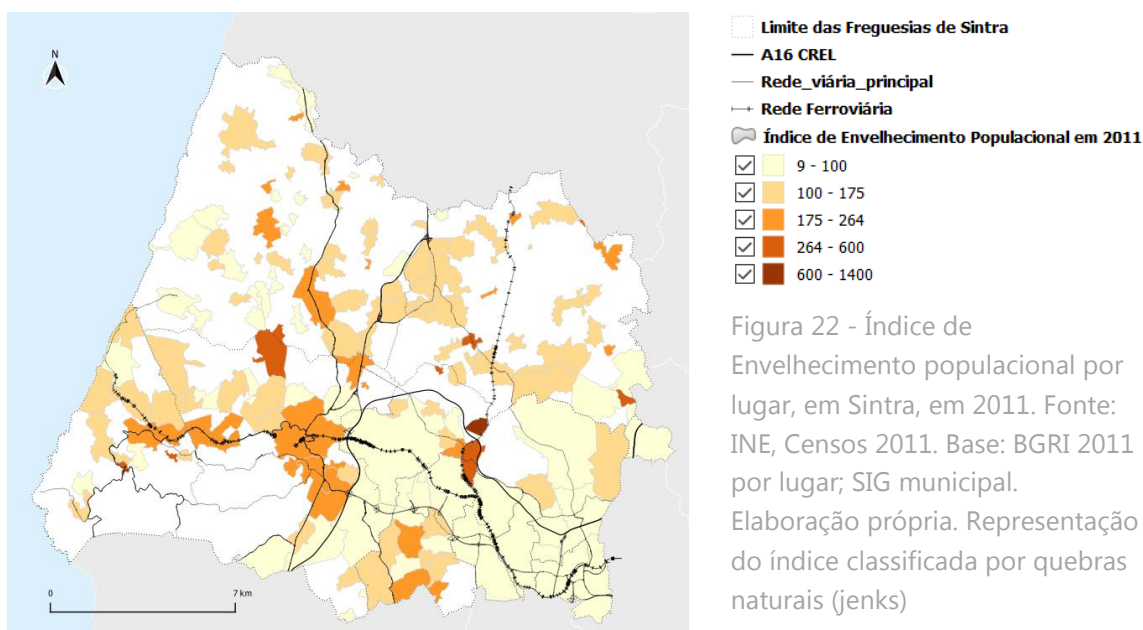 N
0 7 km
Limite das Freguesias de Sintra
A16 CREL
Rede_viária_principal
Rede Ferroviária
Índice de Envelhecimento Populacional em 2011
9 - 100
100 - 175
175 - 264
264 - 600
600 - 1400
Figura 22 - Índice de
Envelhecimento populacional por
lugar, em Sintra, em 2011. Fonte:
INE, Censos 2011. Base: BGRI 2011
por lugar; SIG municipal.
Elaboração própria. Representação
do índice classificada por quebras
naturais (jenks)